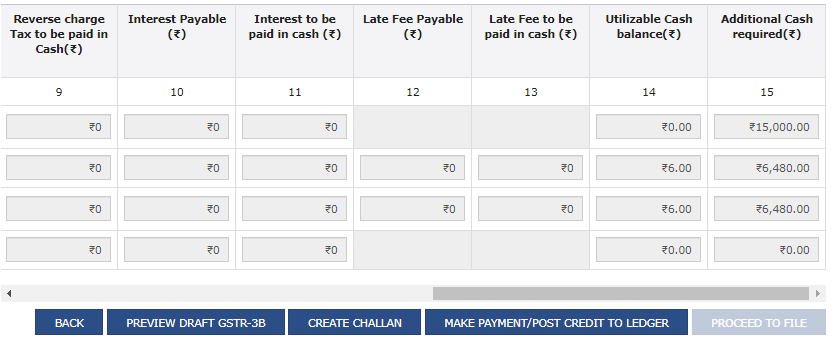 Reverse charge Tax to be paid in Cash(₹) Interest Payable (₹) Interest to be paid in cash (₹) Late Fee Payable (₹) Late Fee to be paid in cash (₹) Utilizable Cash balance(₹) Additional Cash required(₹)
9 10 11 12 13 14 15
₹0 ₹0 ₹0 ₹0.00 ₹15,000.00
₹0 ₹0 ₹0 ₹0 ₹0 ₹6.00 ₹6,480.00
₹0 ₹0 ₹0 ₹0 ₹0 ₹6.00 ₹6,480.00
₹0 ₹0 ₹0 ₹0.00 ₹0.00
BACK PREVIEW DRAFT GSTR-3B CREATE CHALLAN MAKE PAYMENT/POST CREDIT TO LEDGER PROCEED TO FILE